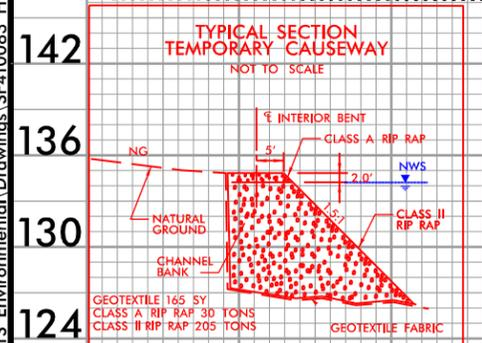 TYPICAL SECTION
TEMPORARY CAUSEWAY
NOT TO SCALE
142
136
130
124
℄ INTERIOR BENT
CLASS A RIP RAP
5'
NG
NWS
2.0'
1.5:1
NATURAL
GROUND
CLASS II
RIP RAP
CHANNEL
BANK
GEOTEXTILE 165 SY
CLASS A RIP RAP 30 TONS
CLASS II RIP RAP 205 TONS
GEOTEXTILE FABRIC